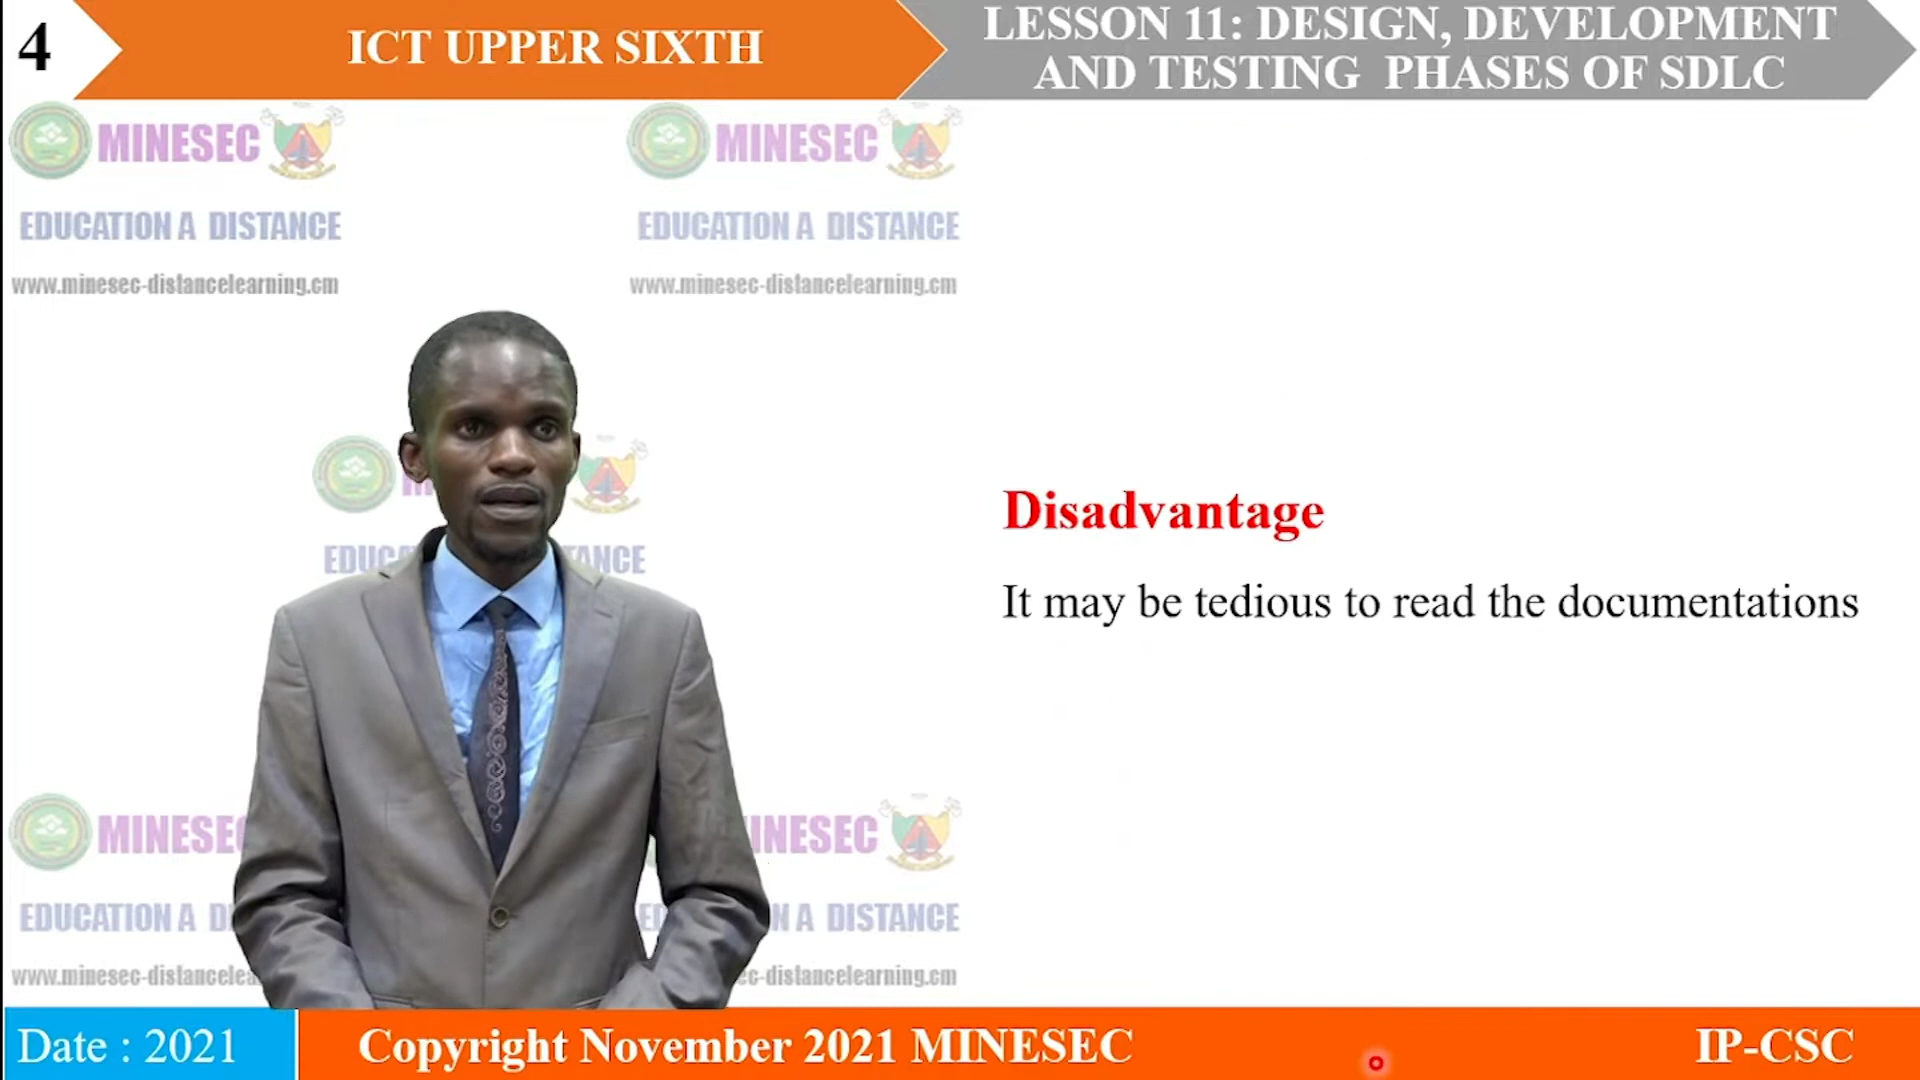 4
ICT UPPER SIXTH
LESSON 11: DESIGN, DEVELOPMENT
AND TESTING PHASES OF SDLC
MINESEC
EDUCATION A DISTANCE
www.minesec-distancelearning.cm
MINESEC
EDUCATION A DISTANCE
www.minesec-distancelearning.cm
Disadvantage
It may be tedious to read the documentations
MINESEC
INESEC
EDUCATION A D
N A DISTANCE
www.minesec-distancelea
ec-distancelearning.cm
Date : 2021
Copyright November 2021 MINESEC
IP-CSC